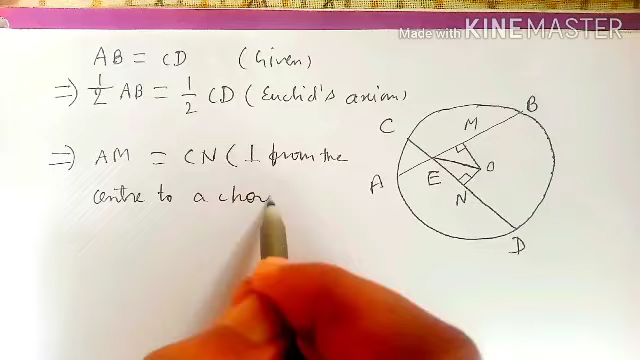 Made with KINEMASTER
AB = CD (Given)
⇒ 1/2 AB = 1/2 CD (Euclid's axiom)
⇒ AM = CN (⊥ from the
centre to a chor
C
M
B
A
E
O
N
D